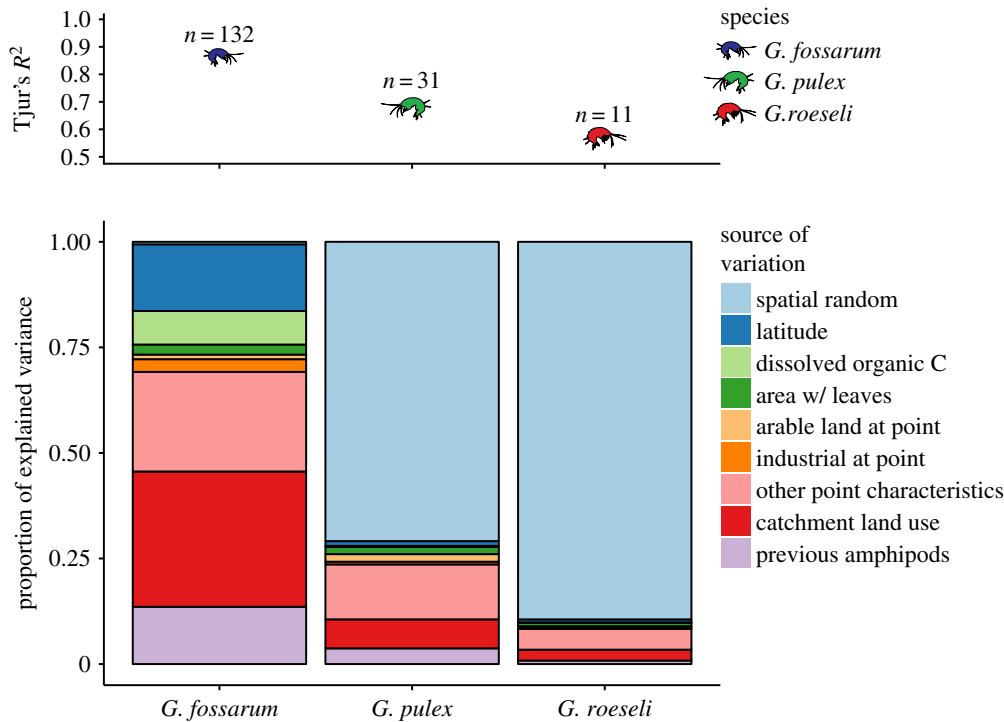 Tjur's R²
1.0
0.9
0.8
0.7
0.6
0.5
n = 132
n = 31
n = 11
species
G. fossarum
G. pulex
G.roeseli
proportion of explained variance
1.00
0.75
0.50
0.25
0
G. fossarum
G. pulex
G. roeseli
source of
variation
spatial random
latitude
dissolved organic C
area w/ leaves
arable land at point
industrial at point
other point characteristics
catchment land use
previous amphipods